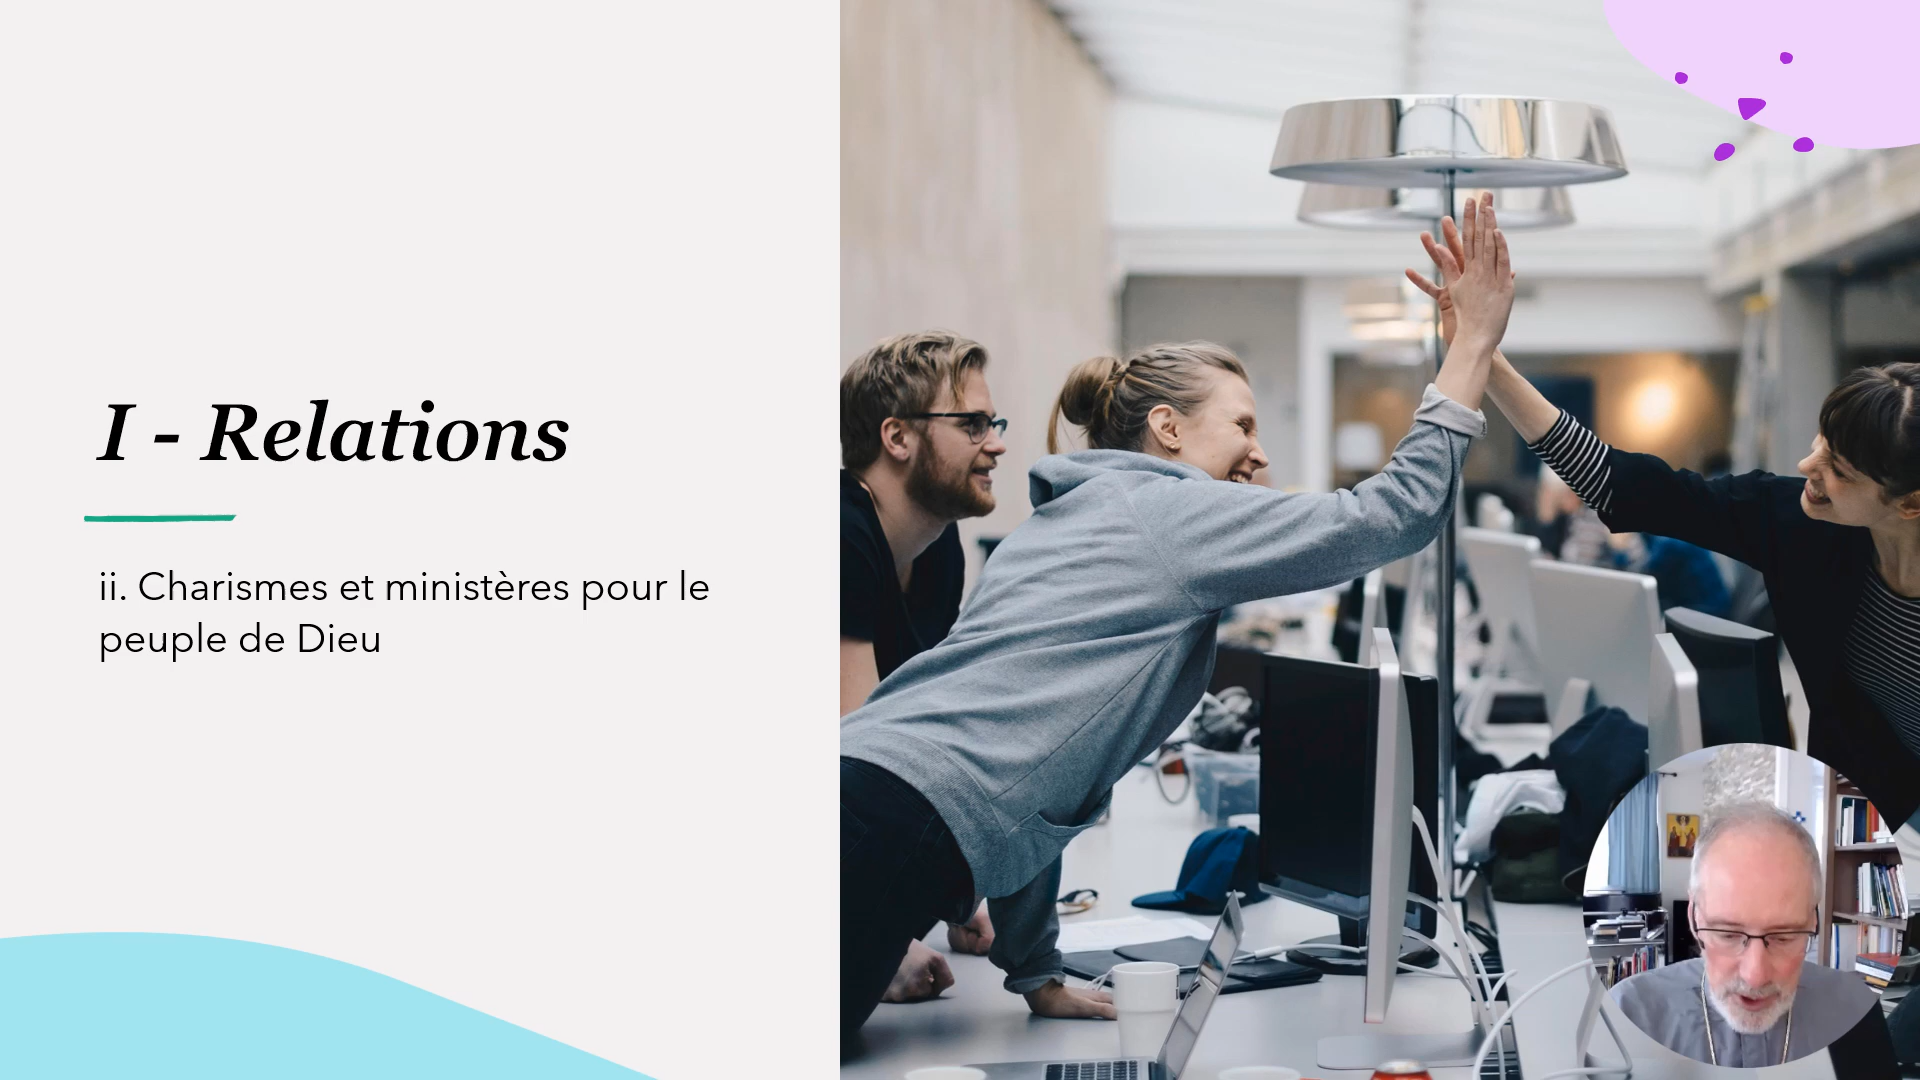 I - Relations
ii. Charismes et ministères pour le
peuple de Dieu